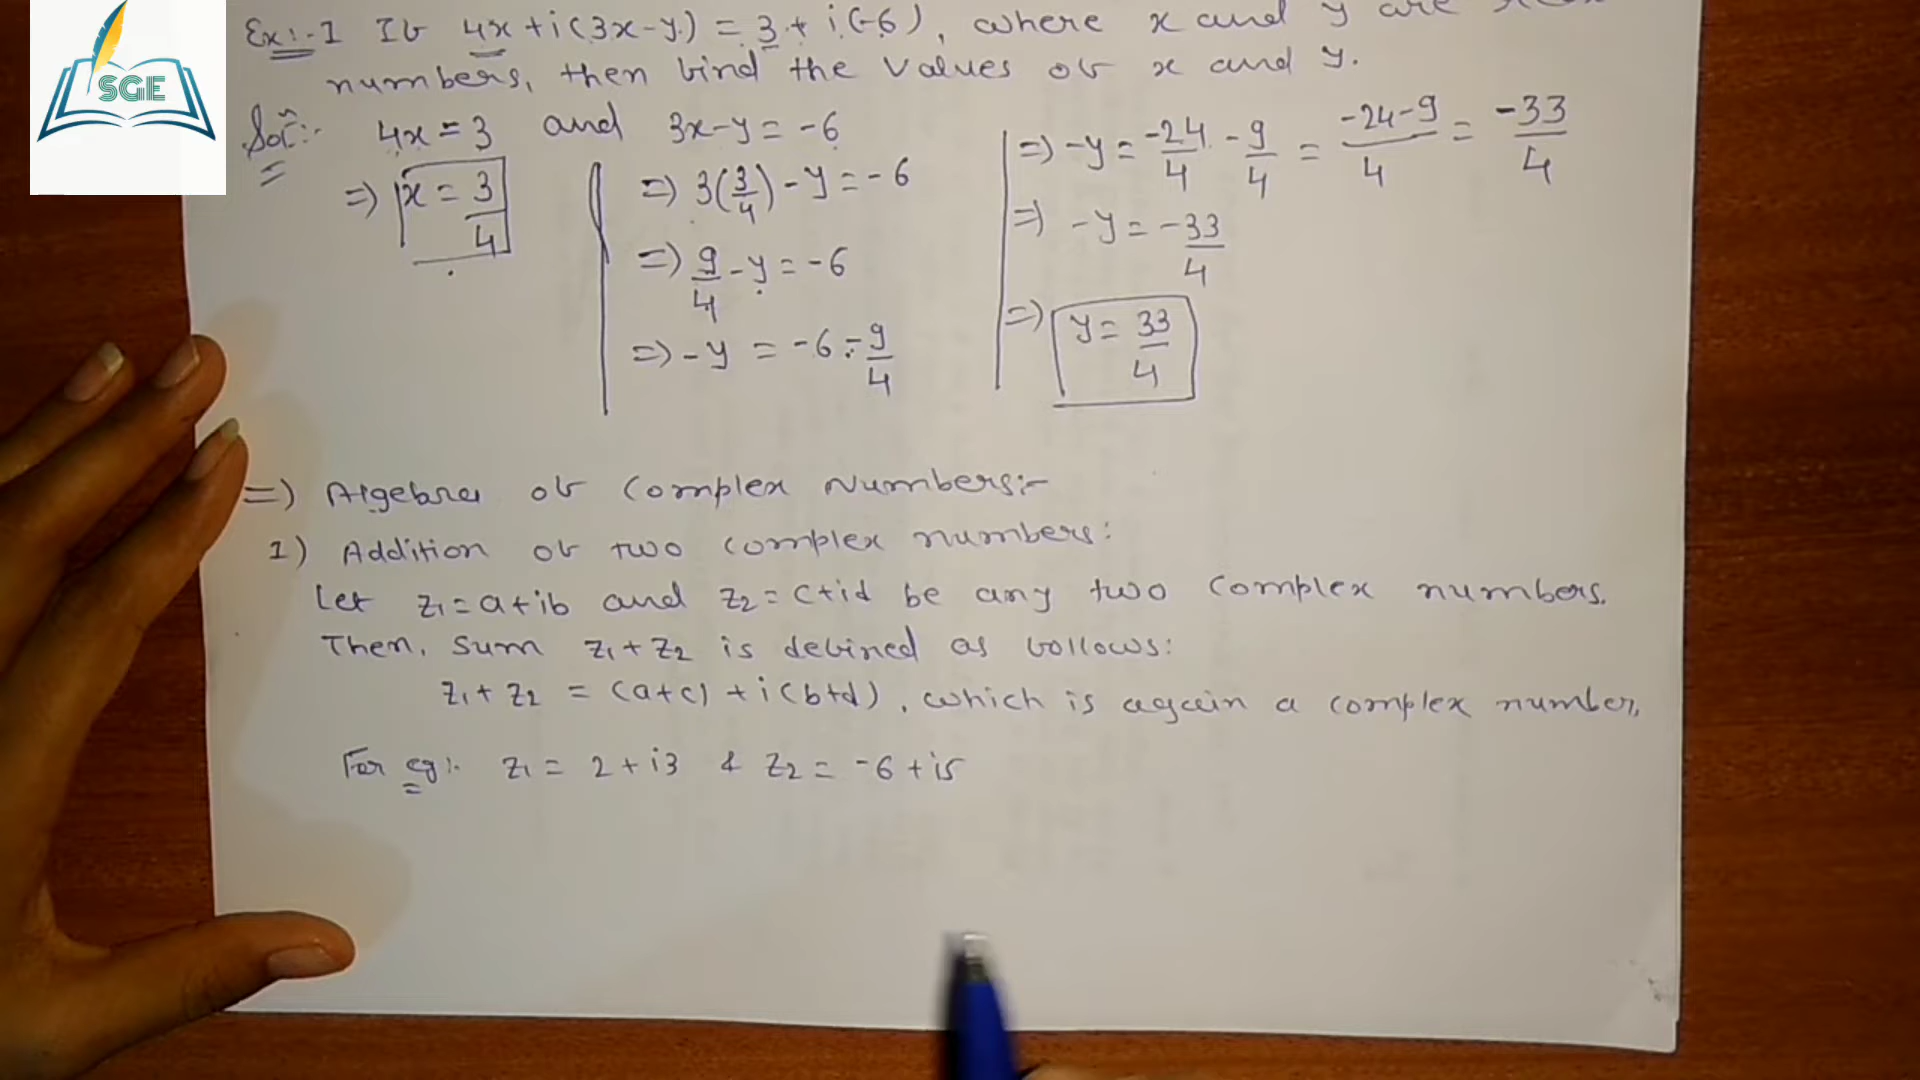 SGE
Ex:-1 If 4x+i(3x-y) = 3+i(-6), where x and y are real
numbers, then find the values of x and y.
Solⁿ:- 4x=3 and 3x-y=-6
=) x=3/4
=) 3(3/4)-y=-6
=) 9/4-y=-6
=) -y = -6-9/4
=) -y = -24/4 - 9/4 = -24-9/4 = -33/4
=) -y=-33/4
=) y=33/4
=) Algebra of Complex Numbers:-
1) Addition of two complex numbers:
Let z₁=a+ib and z₂=c+id be any two complex numbers.
Then, sum z₁+z₂ is defined as follows:
z₁+z₂ = (a+c)+i(b+d), which is again a complex number.
For eg:- z₁= 2+i3 & z₂= -6+i5